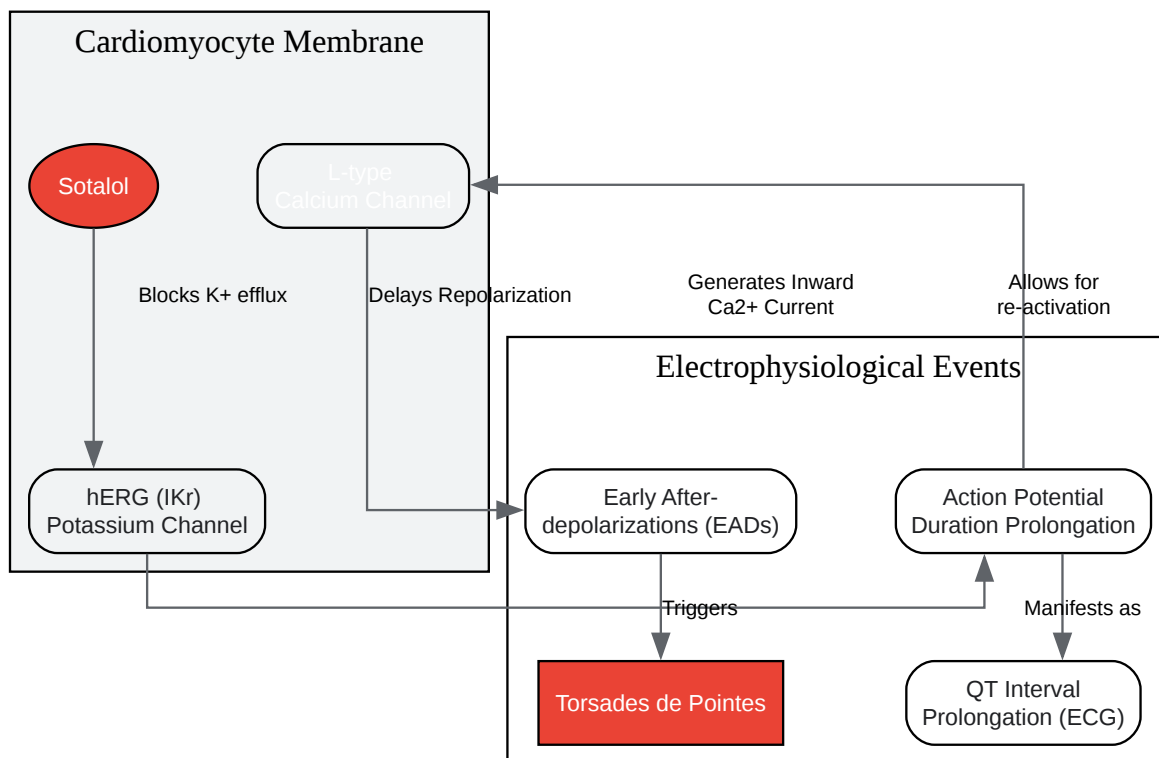 Cardiomyocyte Membrane
Sotalol
L-type
Calcium Channel
Blocks K+ efflux
Delays Repolarization
Generates Inward
Ca2+ Current
Allows for
re-activation
Electrophysiological Events
hERG (IKr)
Potassium Channel
Early After-
depolarizations (EADs)
Action Potential
Duration Prolongation
Triggers
Manifests as
Torsades de Pointes
QT Interval
Prolongation (ECG)